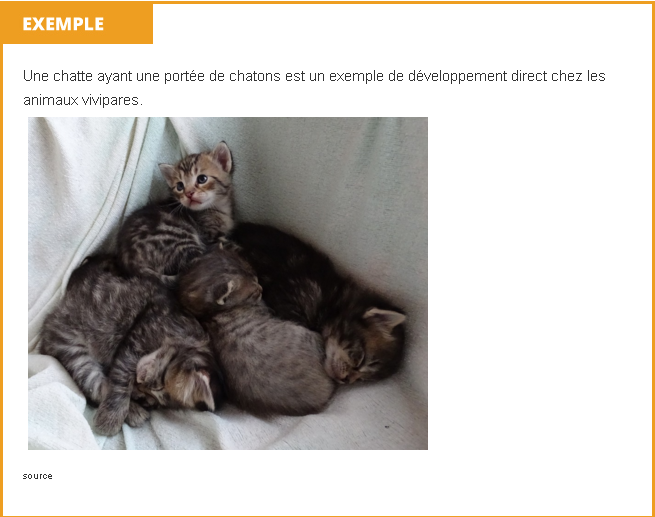 EXEMPLE
Une chatte ayant une portée de chatons est un exemple de développement direct chez les
animaux vivipares.
source